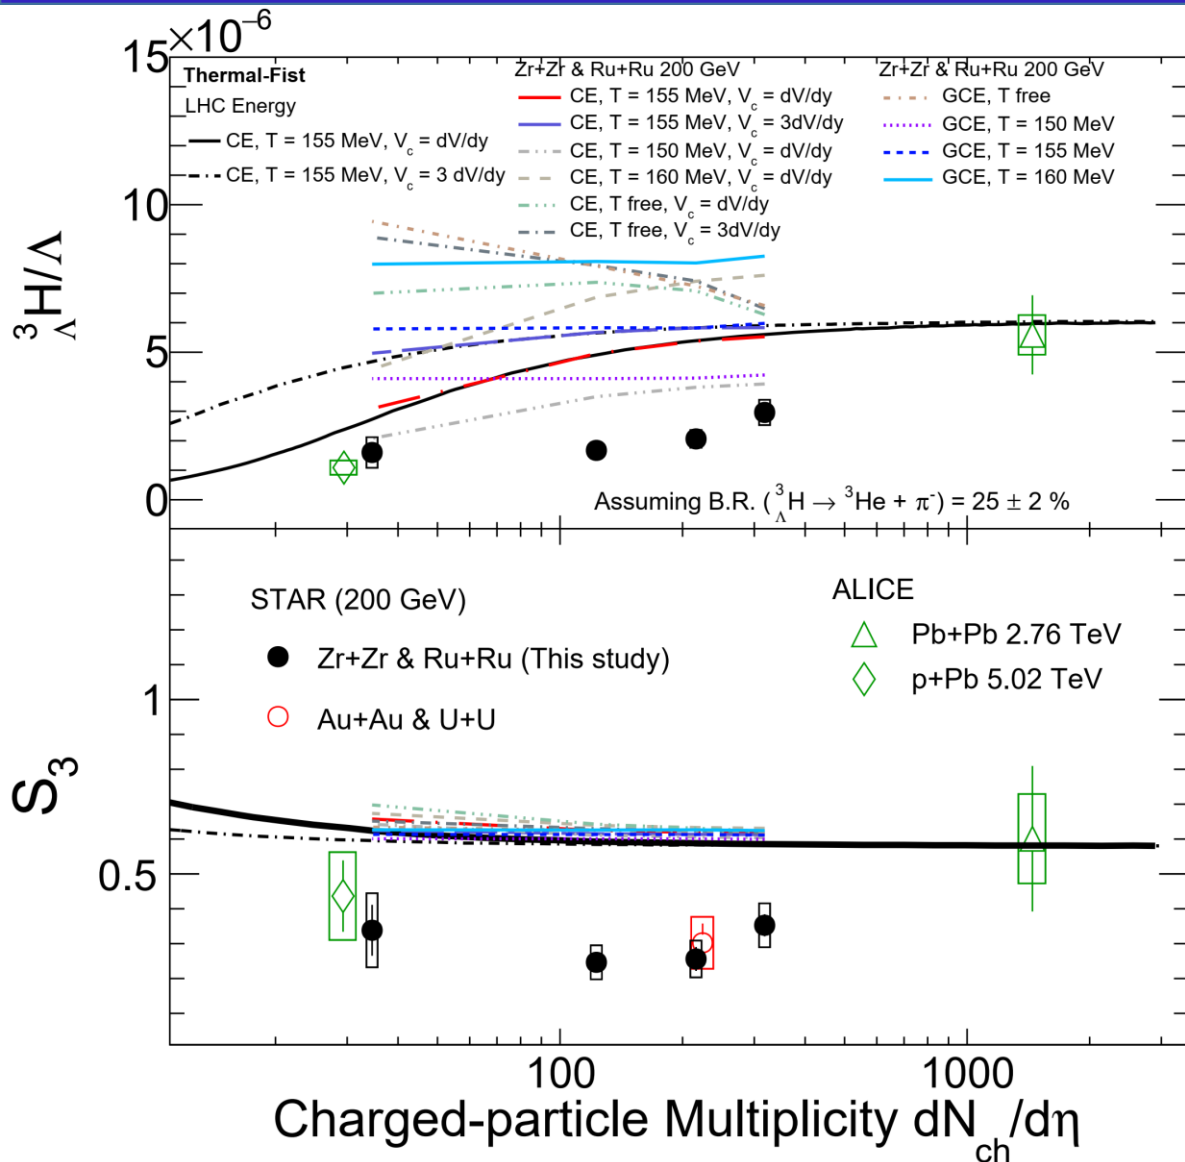 15×10⁻⁶
Thermal-Fist
LHC Energy
CE, T = 155 MeV, V_c = dV/dy
CE, T = 155 MeV, V_c = 3 dV/dy
Zr+Zr & Ru+Ru 200 GeV
CE, T = 155 MeV, V_c = dV/dy
CE, T = 155 MeV, V_c = 3dV/dy
CE, T = 150 MeV, V_c = dV/dy
CE, T = 160 MeV, V_c = dV/dy
CE, T free, V_c = dV/dy
CE, T free, V_c = 3dV/dy
Zr+Zr & Ru+Ru 200 GeV
GCE, T free
GCE, T = 150 MeV
GCE, T = 155 MeV
GCE, T = 160 MeV
10
5
0
³_ΛH/Λ
Assuming B.R. (³_ΛH → ³He + π⁻) = 25 ± 2 %
STAR (200 GeV)
Zr+Zr & Ru+Ru (This study)
Au+Au & U+U
ALICE
Pb+Pb 2.76 TeV
p+Pb 5.02 TeV
1
0.5
S₃
100
1000
Charged-particle Multiplicity dN_ch/dη